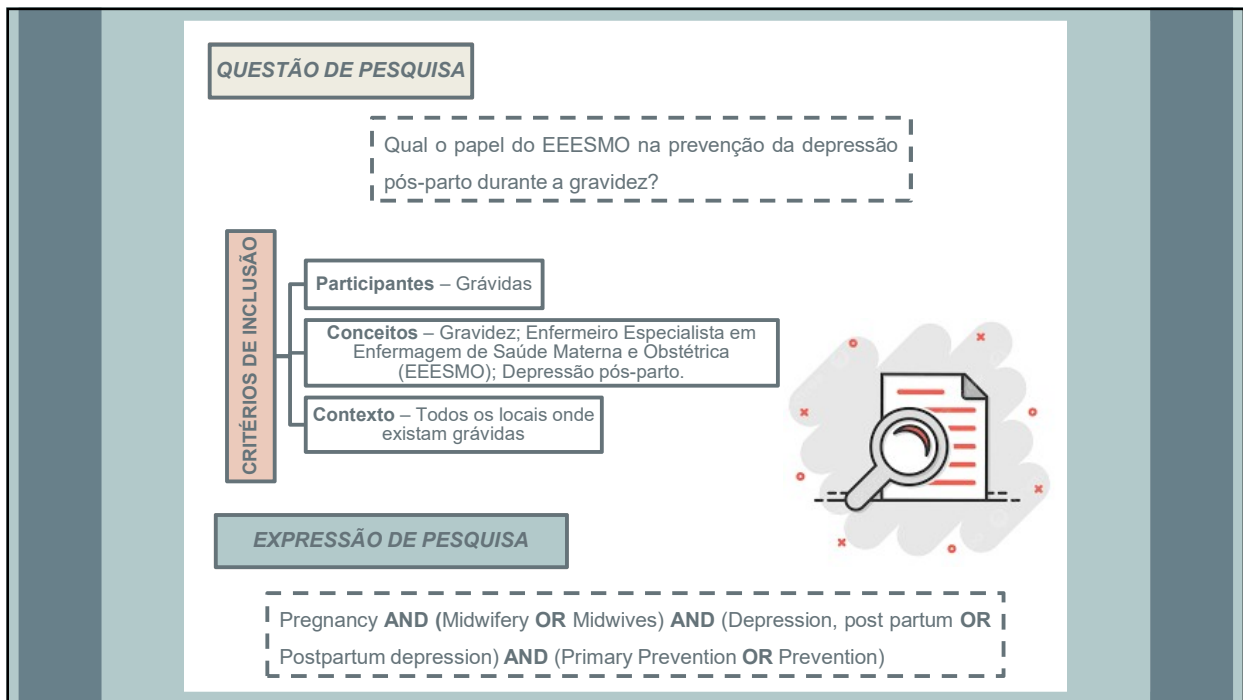 QUESTÃO DE PESQUISA
Qual o papel do EEESMO na prevenção da depressão
pós-parto durante a gravidez?
CRITÉRIOS DE INCLUSÃO
Participantes – Grávidas
Conceitos – Gravidez; Enfermeiro Especialista em
Enfermagem de Saúde Materna e Obstétrica
(EEESMO); Depressão pós-parto.
Contexto – Todos os locais onde
existam grávidas
EXPRESSÃO DE PESQUISA
Pregnancy AND (Midwifery OR Midwives) AND (Depression, post partum OR
Postpartum depression) AND (Primary Prevention OR Prevention)